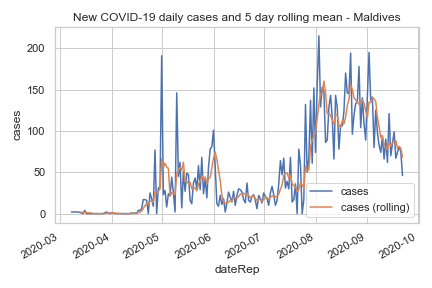 New COVID-19 daily cases and 5 day rolling mean - Maldives
200
150
100
50
0
cases
2020-03
2020-04
2020-05
2020-06
2020-07
2020-08
2020-09
2020-10
dateRep
cases
cases (rolling)